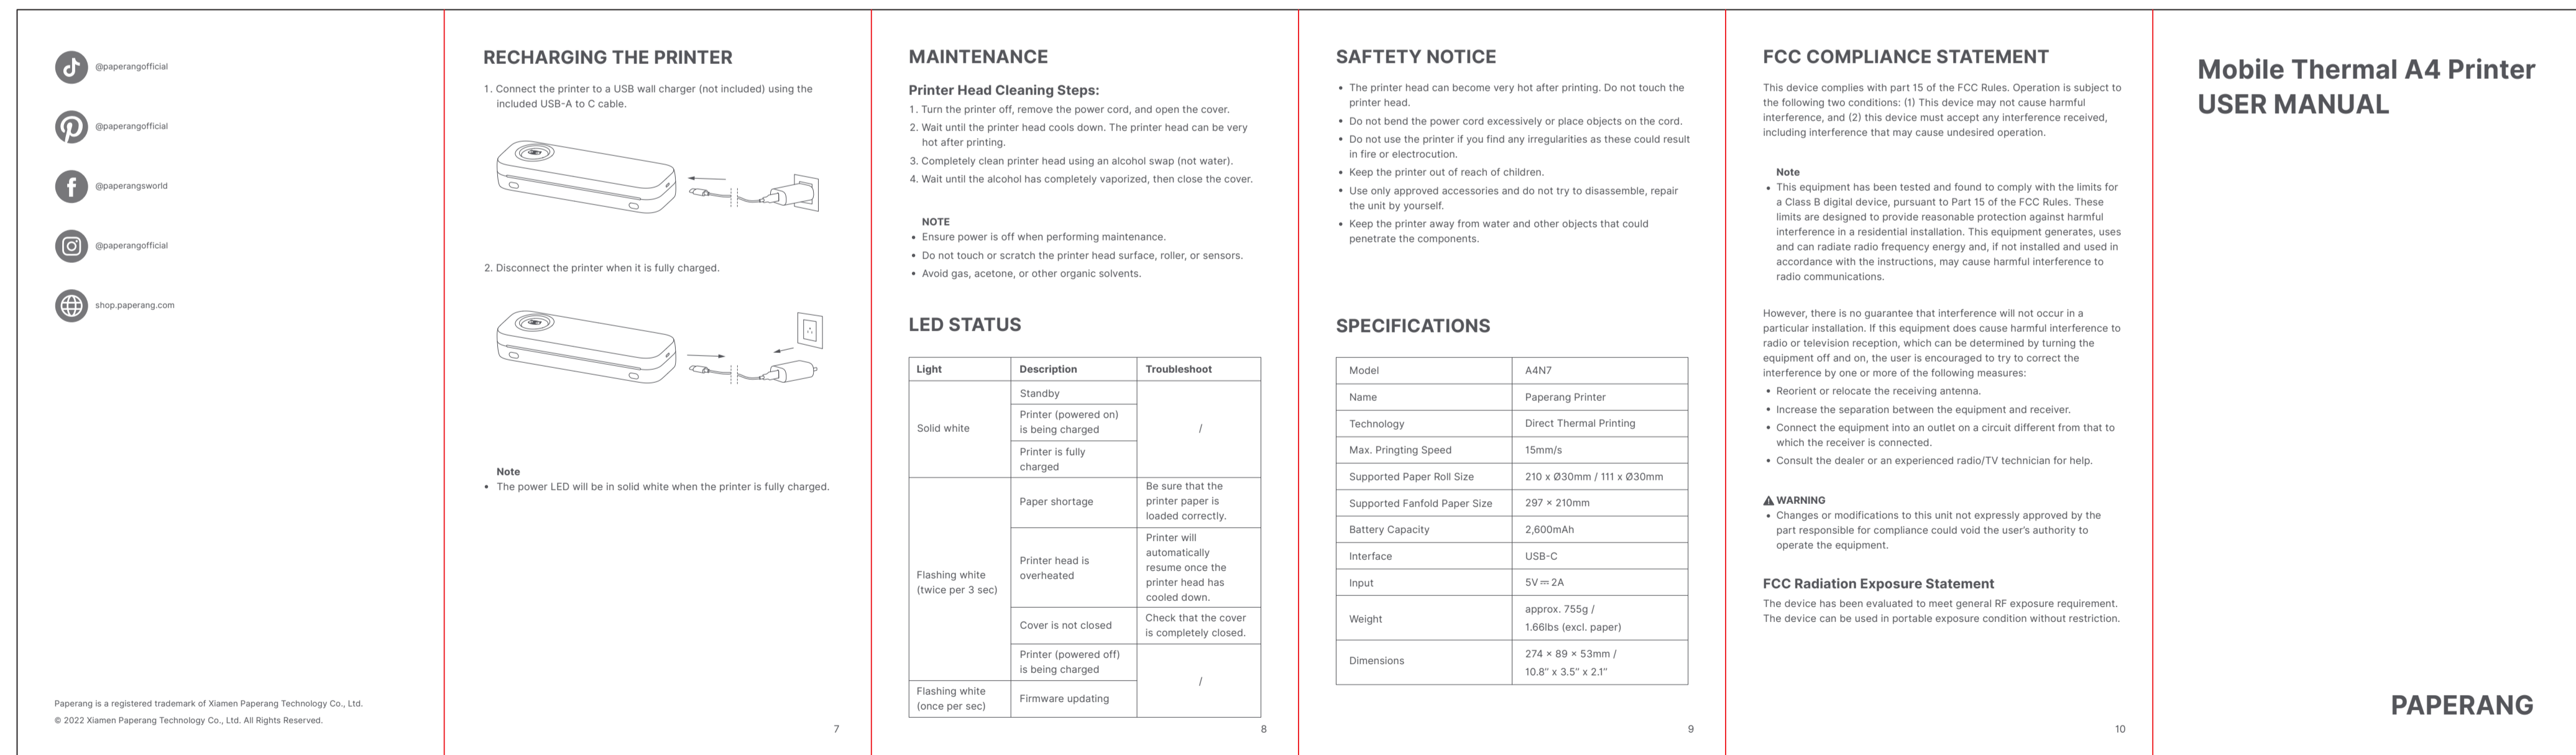 @paperangofficial
@paperangofficial
@paperangsworld
@paperangofficial
shop.paperang.com
Paperang is a registered trademark of Xiamen Paperang Technology Co., Ltd.
© 2022 Xiamen Paperang Technology Co., Ltd. All Rights Reserved.
RECHARGING THE PRINTER
1. Connect the printer to a USB wall charger (not included) using the
included USB-A to C cable.
2. Disconnect the printer when it is fully charged.
Note
• The power LED will be in solid white when the printer is fully charged.
7
MAINTENANCE
Printer Head Cleaning Steps:
1. Turn the printer off, remove the power cord, and open the cover.
2. Wait until the printer head cools down. The printer head can be very
hot after printing.
3. Completely clean printer head using an alcohol swap (not water).
4. Wait until the alcohol has completely vaporized, then close the cover.
NOTE
• Ensure power is off when performing maintenance.
• Do not touch or scratch the printer head surface, roller, or sensors.
• Avoid gas, acetone, or other organic solvents.
LED STATUS
Light Description Troubleshoot
Solid white
Standby
Printer (powered on)
is being charged
Printer is fully
charged
/
Flashing white
(twice per 3 sec)
Paper shortage
Be sure that the
printer paper is
loaded correctly.
Printer head is
overheated
Printer will
automatically
resume once the
printer head has
cooled down.
Cover is not closed
Check that the cover
is completely closed.
Printer (powered off)
is being charged
/
Flashing white
(once per sec)
Firmware updating
8
SAFTETY NOTICE
• The printer head can become very hot after printing. Do not touch the
printer head.
• Do not bend the power cord excessively or place objects on the cord.
• Do not use the printer if you find any irregularities as these could result
in fire or electrocution.
• Keep the printer out of reach of children.
• Use only approved accessories and do not try to disassemble, repair
the unit by yourself.
• Keep the printer away from water and other objects that could
penetrate the components.
SPECIFICATIONS
Model A4N7
Name Paperang Printer
Technology Direct Thermal Printing
Max. Pringting Speed 15mm/s
Supported Paper Roll Size 210 x Ø30mm / 111 x Ø30mm
Supported Fanfold Paper Size 297 × 210mm
Battery Capacity 2,600mAh
Interface USB-C
Input 5V⎓2A
Weight
approx. 755g /
1.66lbs (excl. paper)
Dimensions
274 × 89 × 53mm /
10.8″ x 3.5″ x 2.1″
9
FCC COMPLIANCE STATEMENT
This device complies with part 15 of the FCC Rules. Operation is subject to
the following two conditions: (1) This device may not cause harmful
interference, and (2) this device must accept any interference received,
including interference that may cause undesired operation.
Note
• This equipment has been tested and found to comply with the limits for
a Class B digital device, pursuant to Part 15 of the FCC Rules. These
limits are designed to provide reasonable protection against harmful
interference in a residential installation. This equipment generates, uses
and can radiate radio frequency energy and, if not installed and used in
accordance with the instructions, may cause harmful interference to
radio communications.
However, there is no guarantee that interference will not occur in a
particular installation. If this equipment does cause harmful interference to
radio or television reception, which can be determined by turning the
equipment off and on, the user is encouraged to try to correct the
interference by one or more of the following measures:
• Reorient or relocate the receiving antenna.
• Increase the separation between the equipment and receiver.
• Connect the equipment into an outlet on a circuit different from that to
which the receiver is connected.
• Consult the dealer or an experienced radio/TV technician for help.
WARNING
• Changes or modifications to this unit not expressly approved by the
part responsible for compliance could void the user's authority to
operate the equipment.
FCC Radiation Exposure Statement
The device has been evaluated to meet general RF exposure requirement.
The device can be used in portable exposure condition without restriction.
10
Mobile Thermal A4 Printer
USER MANUAL
PAPERANG